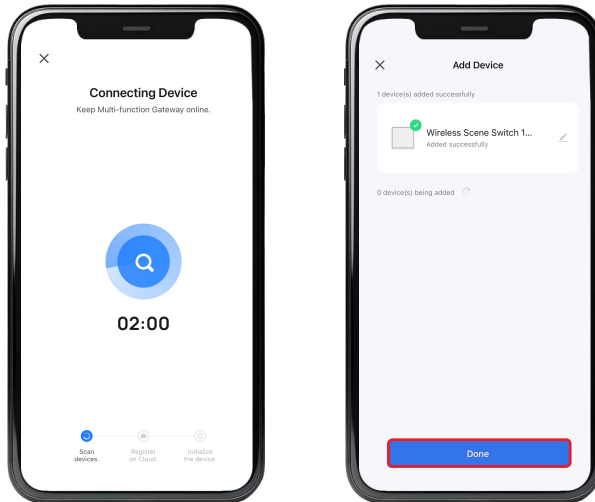 Connecting Device
Keep Multi-function Gateway online.
02:00
Scan
devices.
Register
on Cloud.
Initialize
the device.
Add Device
1 device(s) added successfully
Wireless Scene Switch 1...
Added successfully
0 device(s) being added
Done